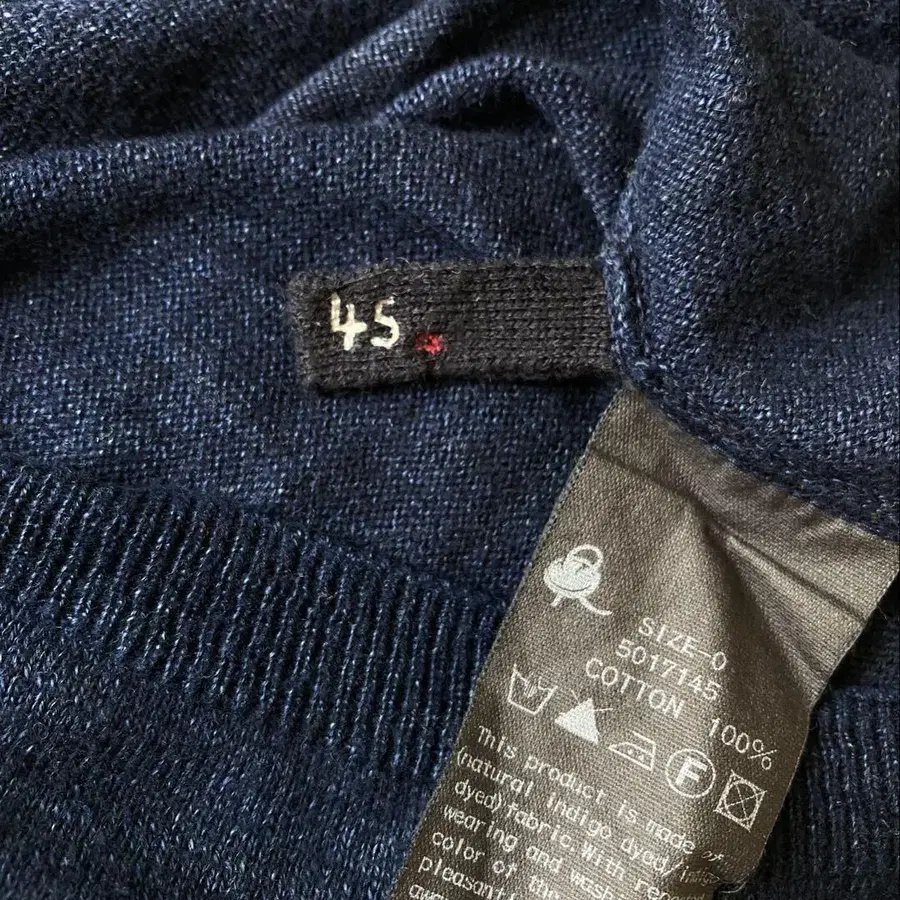 45.
SIZE-0
5017145
COTTON 100%
F
This product is made of
(natural indigo dyed/
dyed)fabric.With
wearing and wash
color of the
pleasant